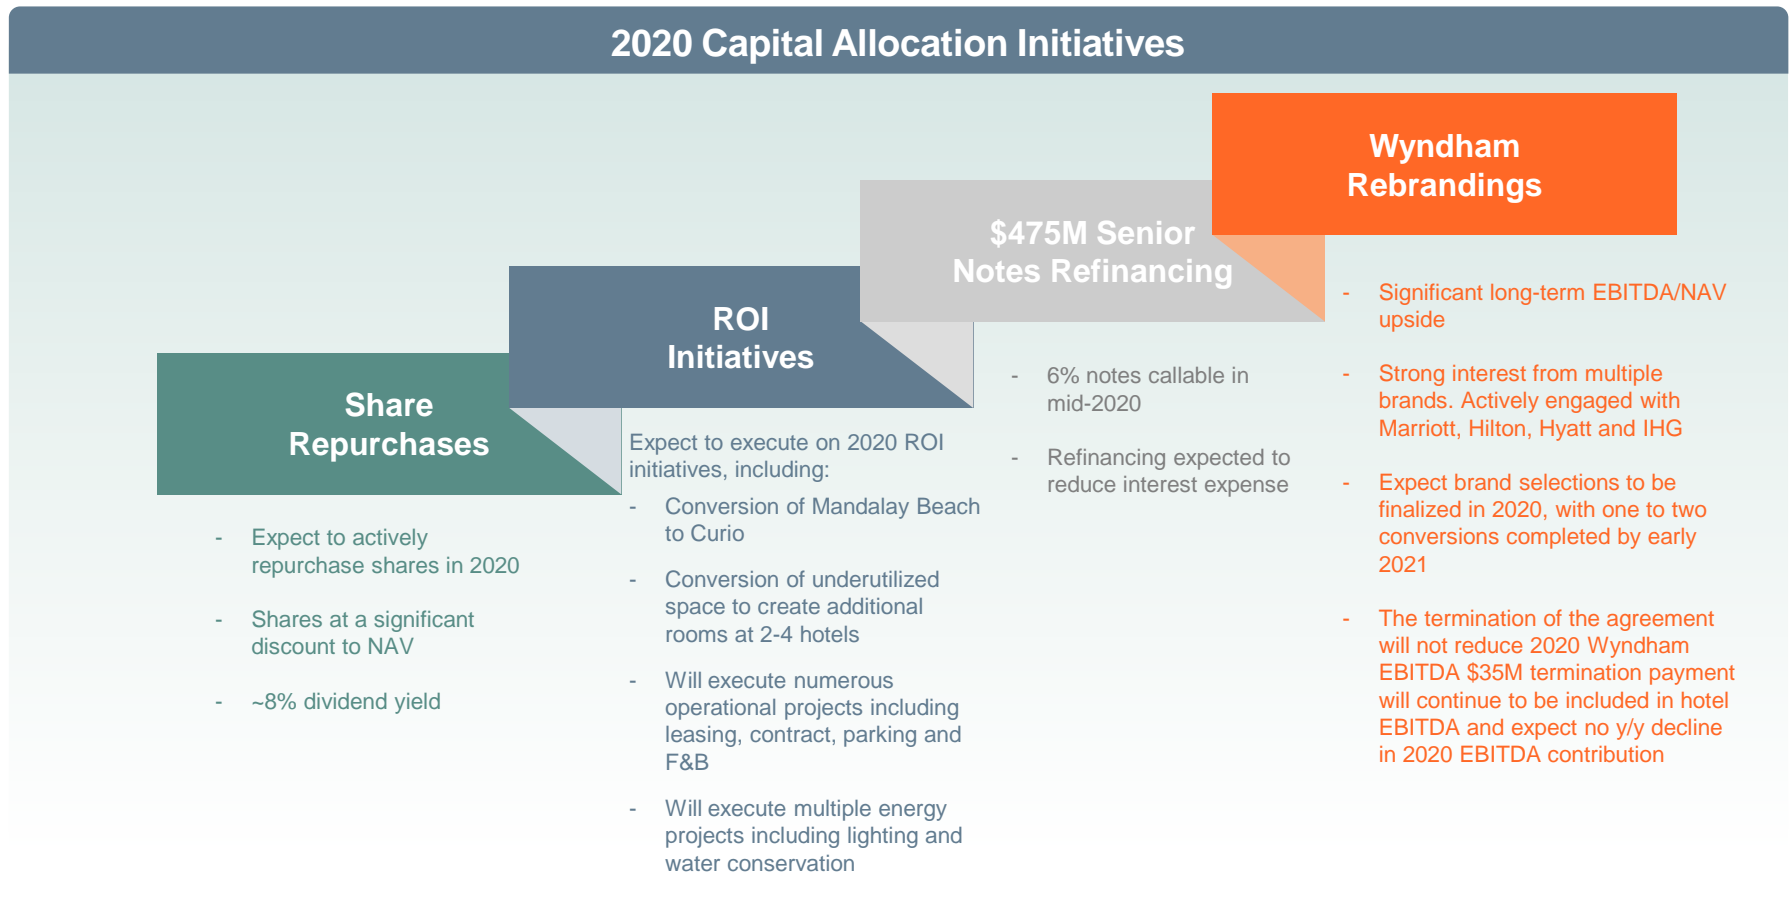 2020 Capital Allocation Initiatives
Share
Repurchases
- Expect to actively
repurchase shares in 2020
- Shares at a significant
discount to NAV
- ~8% dividend yield
ROI
Initiatives
Expect to execute on 2020 ROI
initiatives, including:
- Conversion of Mandalay Beach
to Curio
- Conversion of underutilized
space to create additional
rooms at 2-4 hotels
- Will execute numerous
operational projects including
leasing, contract, parking and
F&B
- Will execute multiple energy
projects including lighting and
water conservation
$475M Senior
Notes Refinancing
- 6% notes callable in
mid-2020
- Refinancing expected to
reduce interest expense
Wyndham
Rebrandings
- Significant long-term EBITDA/NAV
upside
- Strong interest from multiple
brands. Actively engaged with
Marriott, Hilton, Hyatt and IHG
- Expect brand selections to be
finalized in 2020, with one to two
conversions completed by early
2021
- The termination of the agreement
will not reduce 2020 Wyndham
EBITDA $35M termination payment
will continue to be included in hotel
EBITDA and expect no y/y decline
in 2020 EBITDA contribution